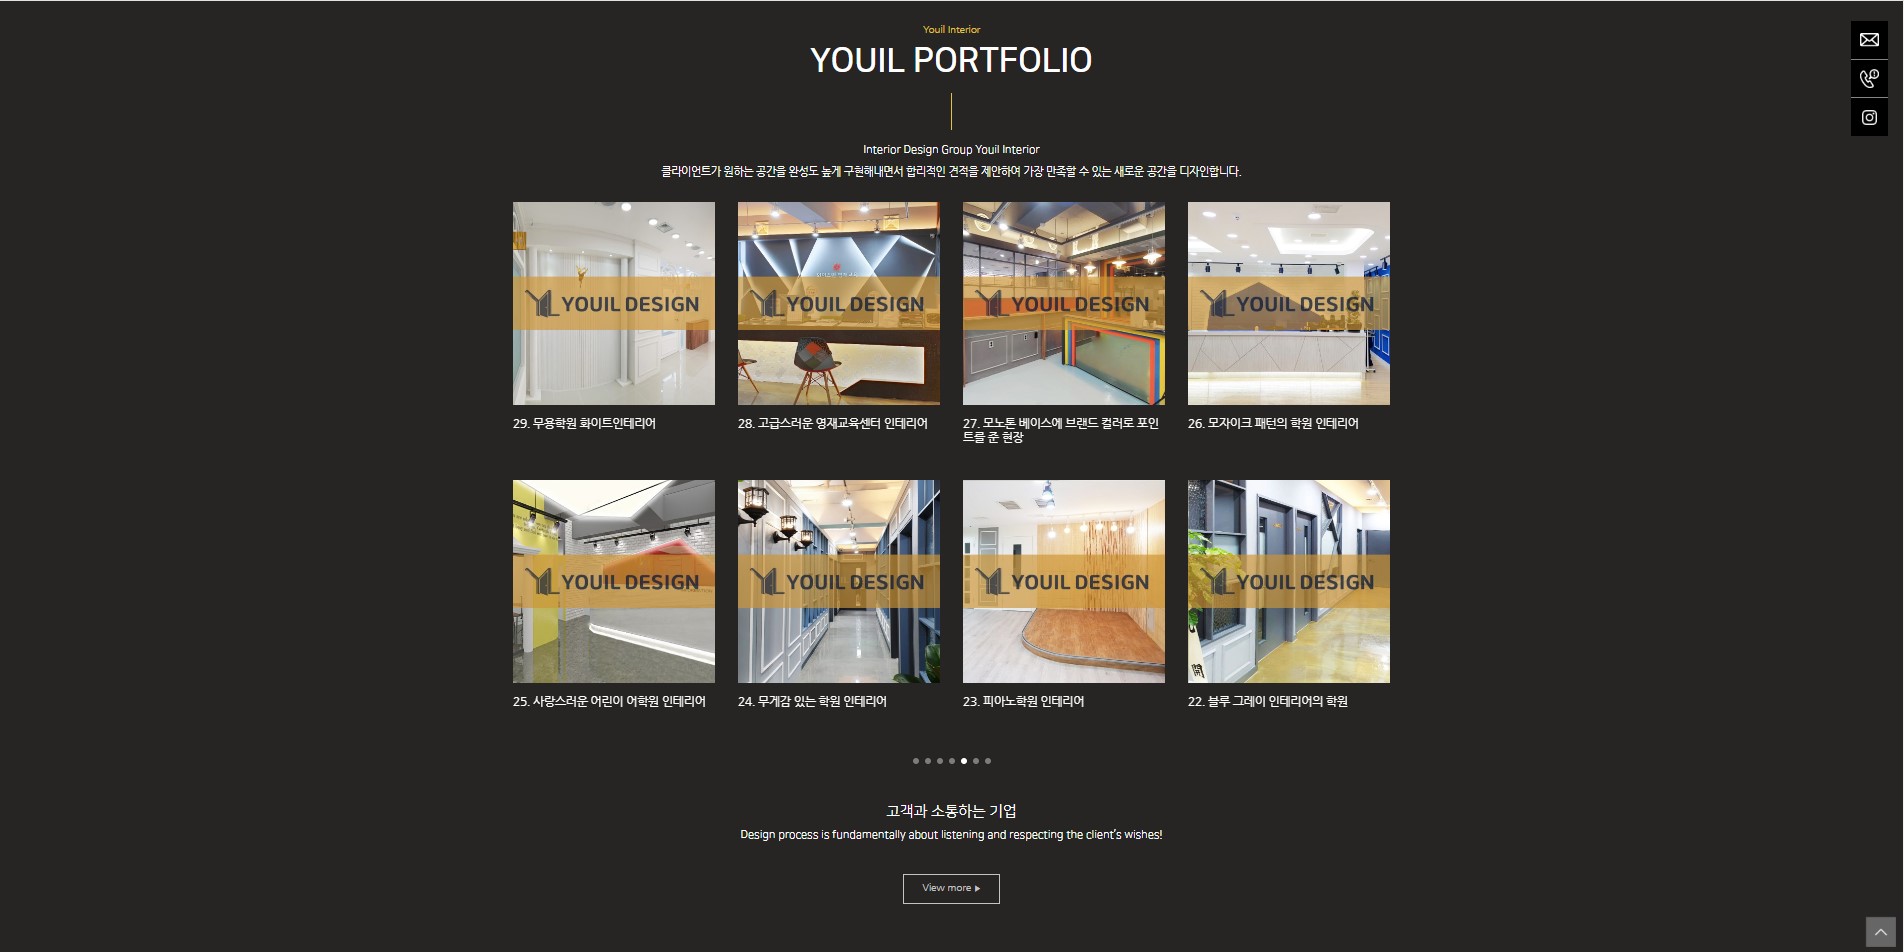 Youil Interior
YOUIL PORTFOLIO
Interior Design Group Youil Interior
클라이언트가 원하는 공간을 완성도 높게 구현해내면서 합리적인 견적을 제안하여 가장 만족할 수 있는 새로운 공간을 디자인합니다.
YOUIL DESIGN
YOUIL DESIGN
YOUIL DESIGN
YOUIL DESIGN
29. 무용학원 화이트인테리어
28. 고급스러운 영재교육센터 인테리어
27. 모노톤 베이스에 브랜드 컬러로 포인
트를 준 현장
26. 모자이크 패턴의 학원 인테리어
YOUIL DESIGN
YOUIL DESIGN
YOUIL DESIGN
YOUIL DESIGN
25. 사랑스러운 어린이 어학원 인테리어
24. 무게감 있는 학원 인테리어
23. 피아노학원 인테리어
22. 블루 그레이 인테리어의 학원
고객과 소통하는 기업
Design process is fundamentally about listening and respecting the client's wishes!
View more ▶